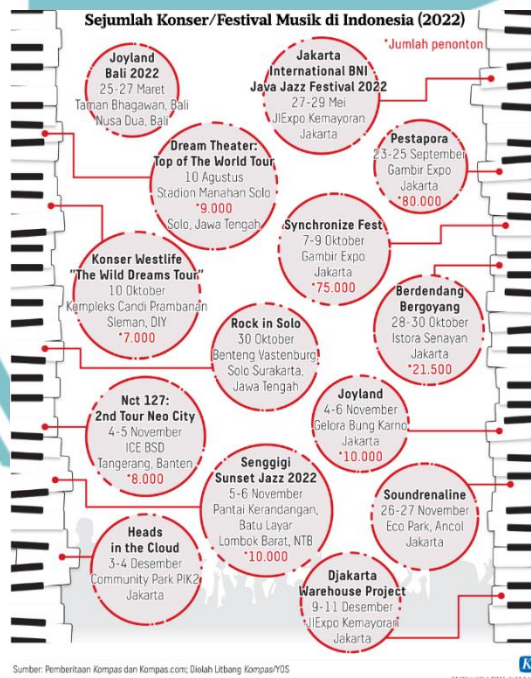 Sejumlah Konser/Festival Musik di Indonesia (2022)
*Jumlah penonton
Joyland
Bali 2022
25-27 Maret
Taman Bhagawan, Bali
Nusa Dua, Bali
Jakarta
International BNI
Java Jazz Festival 2022
27-29 Mei
JIExpo Kemayoran
Jakarta
Dream Theater:
Top of The World Tour
10 Agustus
Stadion Manahan Solo
*9.000
Solo, Jawa Tengah
Pestapora
23-25 September
Gambir Expo
Jakarta
*80.000
Synchronize Fest
7-9 Oktober
Gambir Expo
Jakarta
*75.000
Konser Westlife
"The Wild Dreams Tour"
10 Oktober
Kompleks Candi Prambanan
Sleman, DIY
*7.000
Berdendang
Bergoyang
28-30 Oktober
Istora Senayan
Jakarta
*21.500
Rock in Solo
30 Oktober
Benteng Vastenburg
Solo Surakarta,
Jawa Tengah
Nct 127:
2nd Tour Neo City
4-5 November
ICE BSD
Tangerang, Banten
*8.000
Joyland
4-6 November
Gelora Bung Karno
Jakarta
*10.000
Senggigi
Sunset Jazz 2022
5-6 November
Pantai Kerandangan,
Batu Layar
Lombok Barat, NTB
*10.000
Soundrenaline
26-27 November
Eco Park, Ancol
Jakarta
Heads
in the Cloud
3-4 Desember
Community Park PIK2
Jakarta
Djakarta
Warehouse Project
9-11 Desember
JIExpo Kemayoran
Jakarta
Sumber: Pemberitaan Kompas dan Kompas.com; Diolah Litbang Kompas/YOS
K